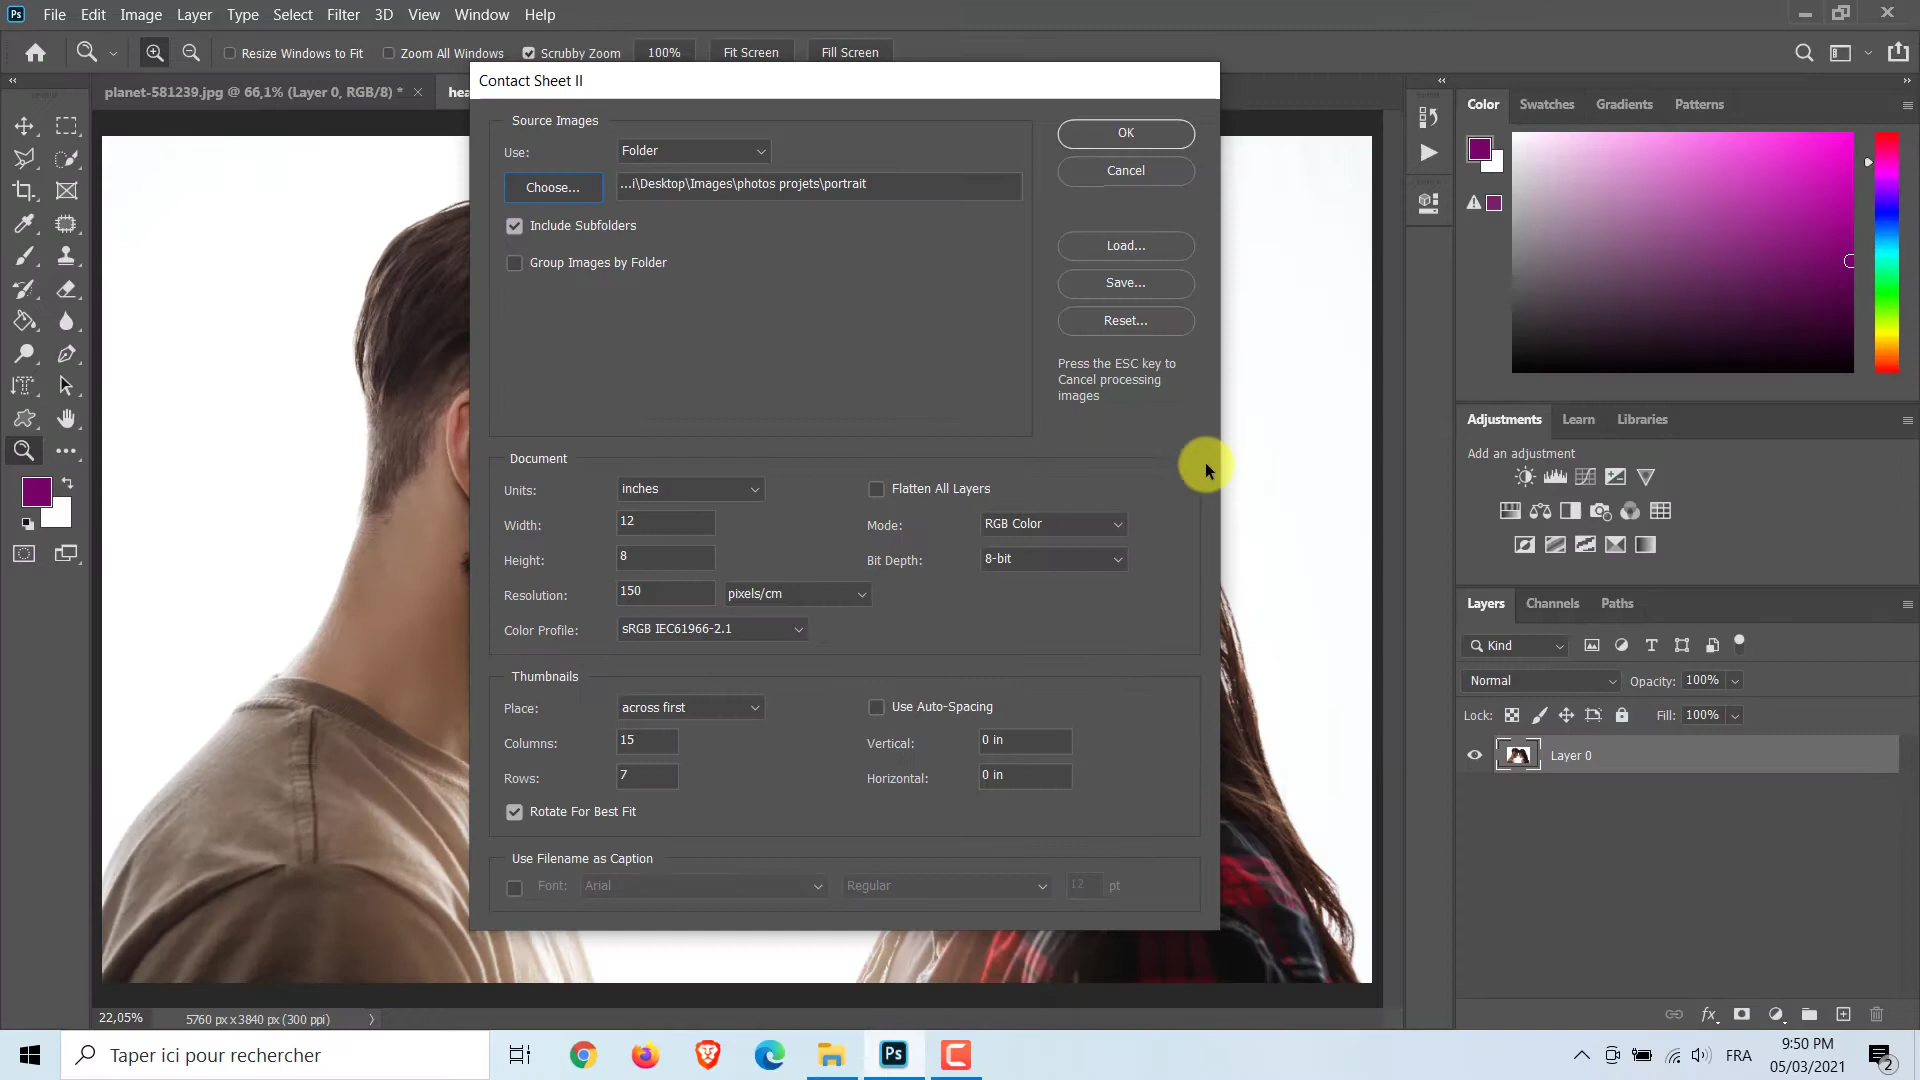 Ps File Edit Image Layer Type Select Filter 3D View Window Help
Resize Windows to Fit Zoom All Windows Scrubby Zoom 100% Fit Screen Fill Screen
planet-581239.jpg @ 66,1% (Layer 0, RGB/8) *
hea
Contact Sheet II
Source Images
Use: Folder
Choose... ...i\Desktop\Images\photos projets\portrait
Include Subfolders
Group Images by Folder
OK
Cancel
Load...
Save...
Reset...
Press the ESC key to
Cancel processing
images
Document
Units: inches
Width: 12
Height: 8
Resolution: 150 pixels/cm
Color Profile: sRGB IEC61966-2.1
Flatten All Layers
Mode: RGB Color
Bit Depth: 8-bit
Thumbnails
Place: across first
Columns: 15
Rows: 7
Rotate For Best Fit
Use Auto-Spacing
Vertical: 0 in
Horizontal: 0 in
Use Filename as Caption
Font: Arial Regular 12 pt
Color Swatches Gradients Patterns
Adjustments Learn Libraries
Add an adjustment
Layers Channels Paths
Kind
Normal Opacity: 100%
Lock: Fill: 100%
Layer 0
fx
22,05% 5760 px x 3840 px (300 ppi)
Taper ici pour rechercher
Ps
FRA
9:50 PM
05/03/2021
2